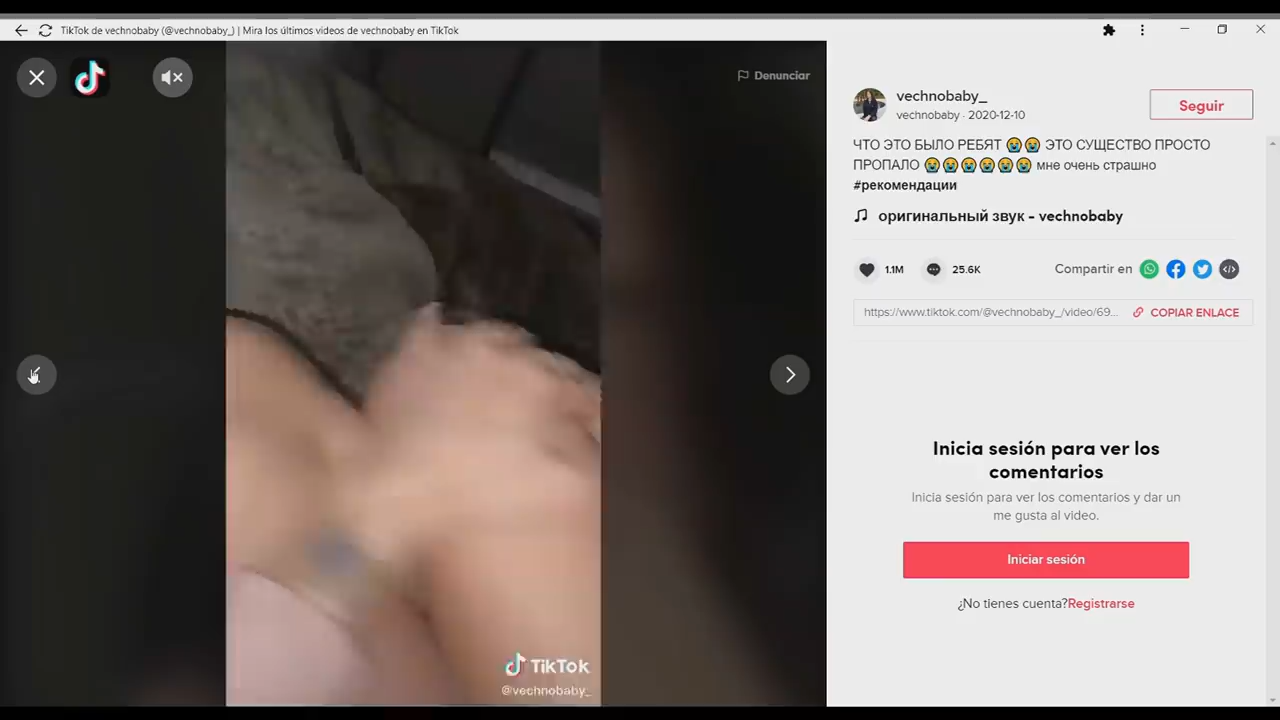 TikTok de vechnobaby (@vechnobaby_) | Mira los últimos videos de vechnobaby en TikTok
Denunciar
vechnobaby_
vechnobaby · 2020-12-10
Seguir
ЧТО ЭТО БЫЛО РЕБЯТ 😭😭 ЭТО СУЩЕСТВО ПРОСТО
ПРОПАЛО 😭😭😭😭😭😭 мне очень страшно
#рекомендации
оригинальный звук - vechnobaby
1.1M
25.6K
Compartir en
https://www.tiktok.com/@vechnobaby_/video/69...
COPIAR ENLACE
Inicia sesión para ver los
comentarios
Inicia sesión para ver los comentarios y dar un
me gusta al video.
Iniciar sesión
¿No tienes cuenta?Registrarse
TikTok
@vechnobaby_